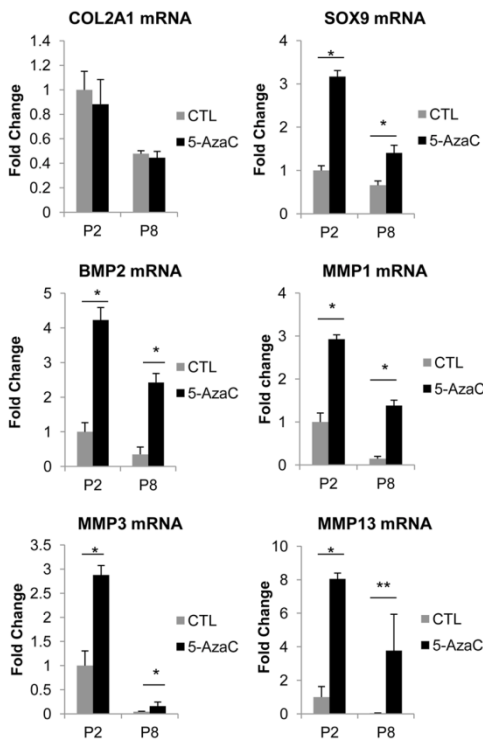 COL2A1 mRNA
Fold Change
1.4
1.2
1
0.8
0.6
0.4
0.2
0
P2
P8
CTL
5-AzaC
SOX9 mRNA
Fold Change
4
3
2
1
0
*
*
P2
P8
CTL
5-AzaC
BMP2 mRNA
Fold Change
5
4
3
2
1
0
*
*
P2
P8
CTL
5-AzaC
MMP1 mRNA
Fold Change
4
3
2
1
0
*
*
P2
P8
CTL
5-AzaC
MMP3 mRNA
Fold Change
3.5
3
2.5
2
1.5
1
0.5
0
*
*
P2
P8
CTL
5-AzaC
MMP13 mRNA
Fold Change
10
8
6
4
2
0
*
**
P2
P8
CTL
5-AzaC